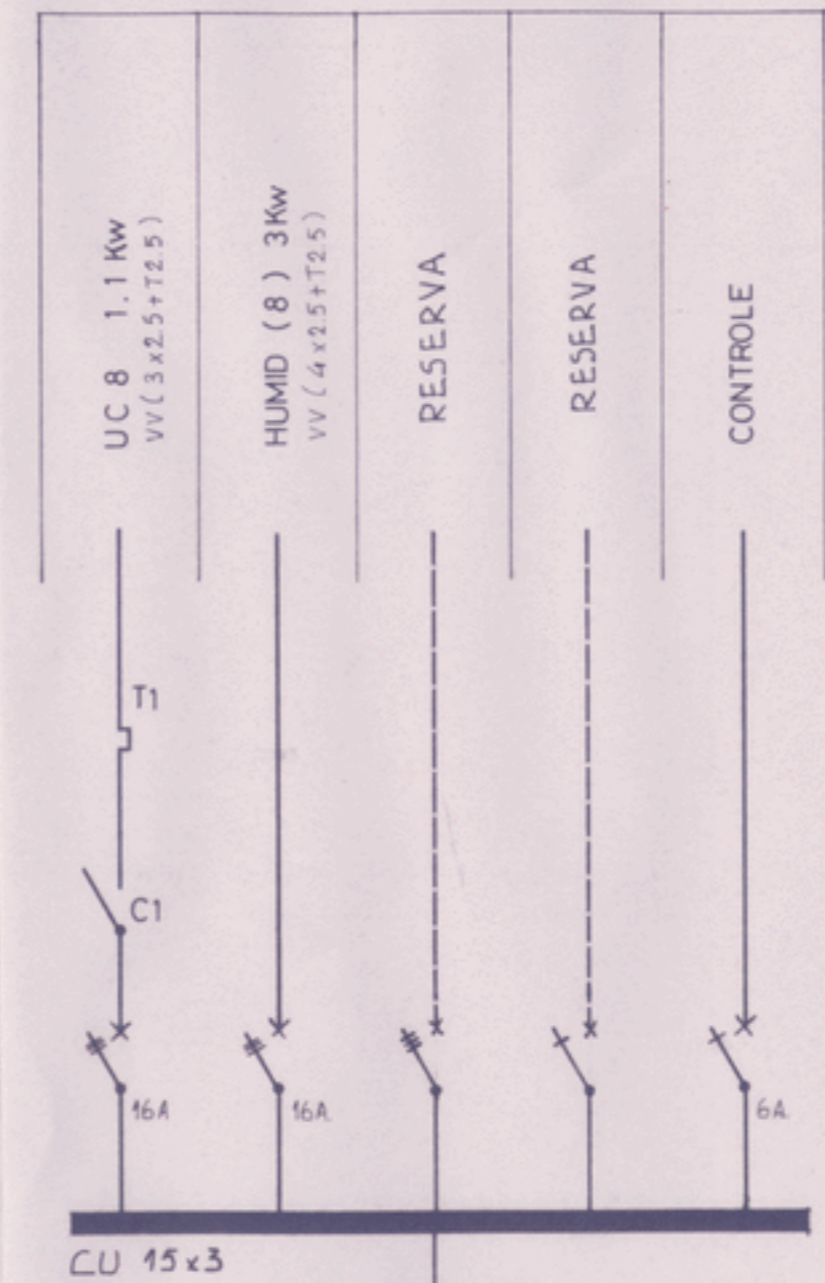 UC 8 1.1 Kw
VV(3x2.5+T2.5)
HUMID (8) 3Kw
VV(4x2.5+T2.5)
RESERVA
RESERVA
CONTROLE
T1
C1
16A
16A
6A
CU 15x3